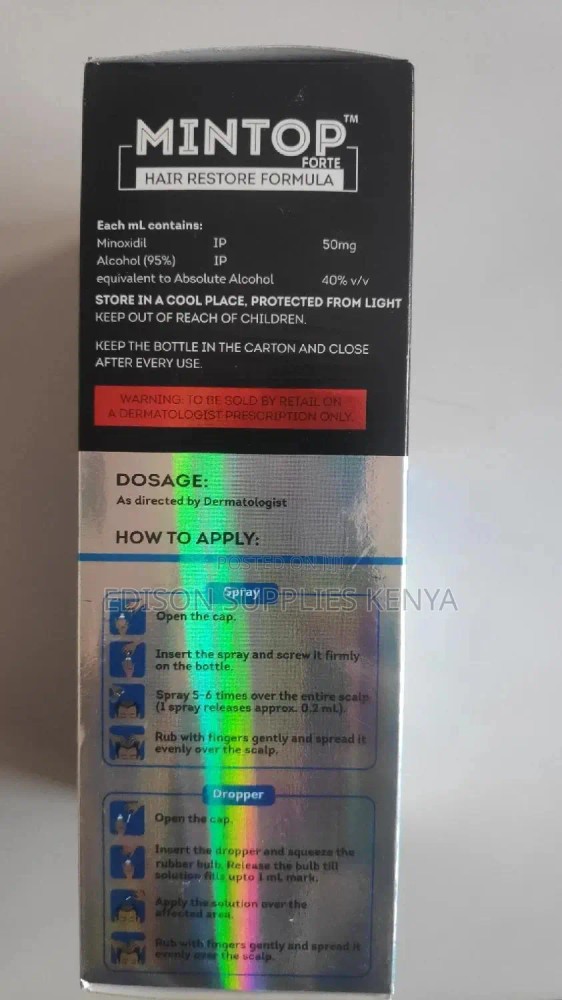 MINTOP™
FORTE
HAIR RESTORE FORMULA
Each mL contains:
Minoxidil IP 50mg
Alcohol (95%) IP
equivalent to Absolute Alcohol 40% v/v
STORE IN A COOL PLACE, PROTECTED FROM LIGHT
KEEP OUT OF REACH OF CHILDREN.
KEEP THE BOTTLE IN THE CARTON AND CLOSE
AFTER EVERY USE.
WARNING: TO BE SOLD BY RETAIL ON
A DERMATOLOGIST PRESCRIPTION ONLY.
DOSAGE:
As directed by Dermatologist
HOW TO APPLY:
POSTED ON
Spray
EDISON SUPPLIES KENYA
Open the cap.
Insert the spray and screw it firmly
on the bottle.
Spray 5-6 times over the entire scalp
(1 spray releases approx. 0.2 mL).
Rub with fingers gently and spread it
evenly over the scalp.
Dropper
Open the cap.
Insert the dropper and squeeze the
rubber bulb. Release the bulb till
solution fills upto 1 mL mark.
Apply the solution over the
affected area.
Rub with fingers gently and spread it
evenly over the scalp.